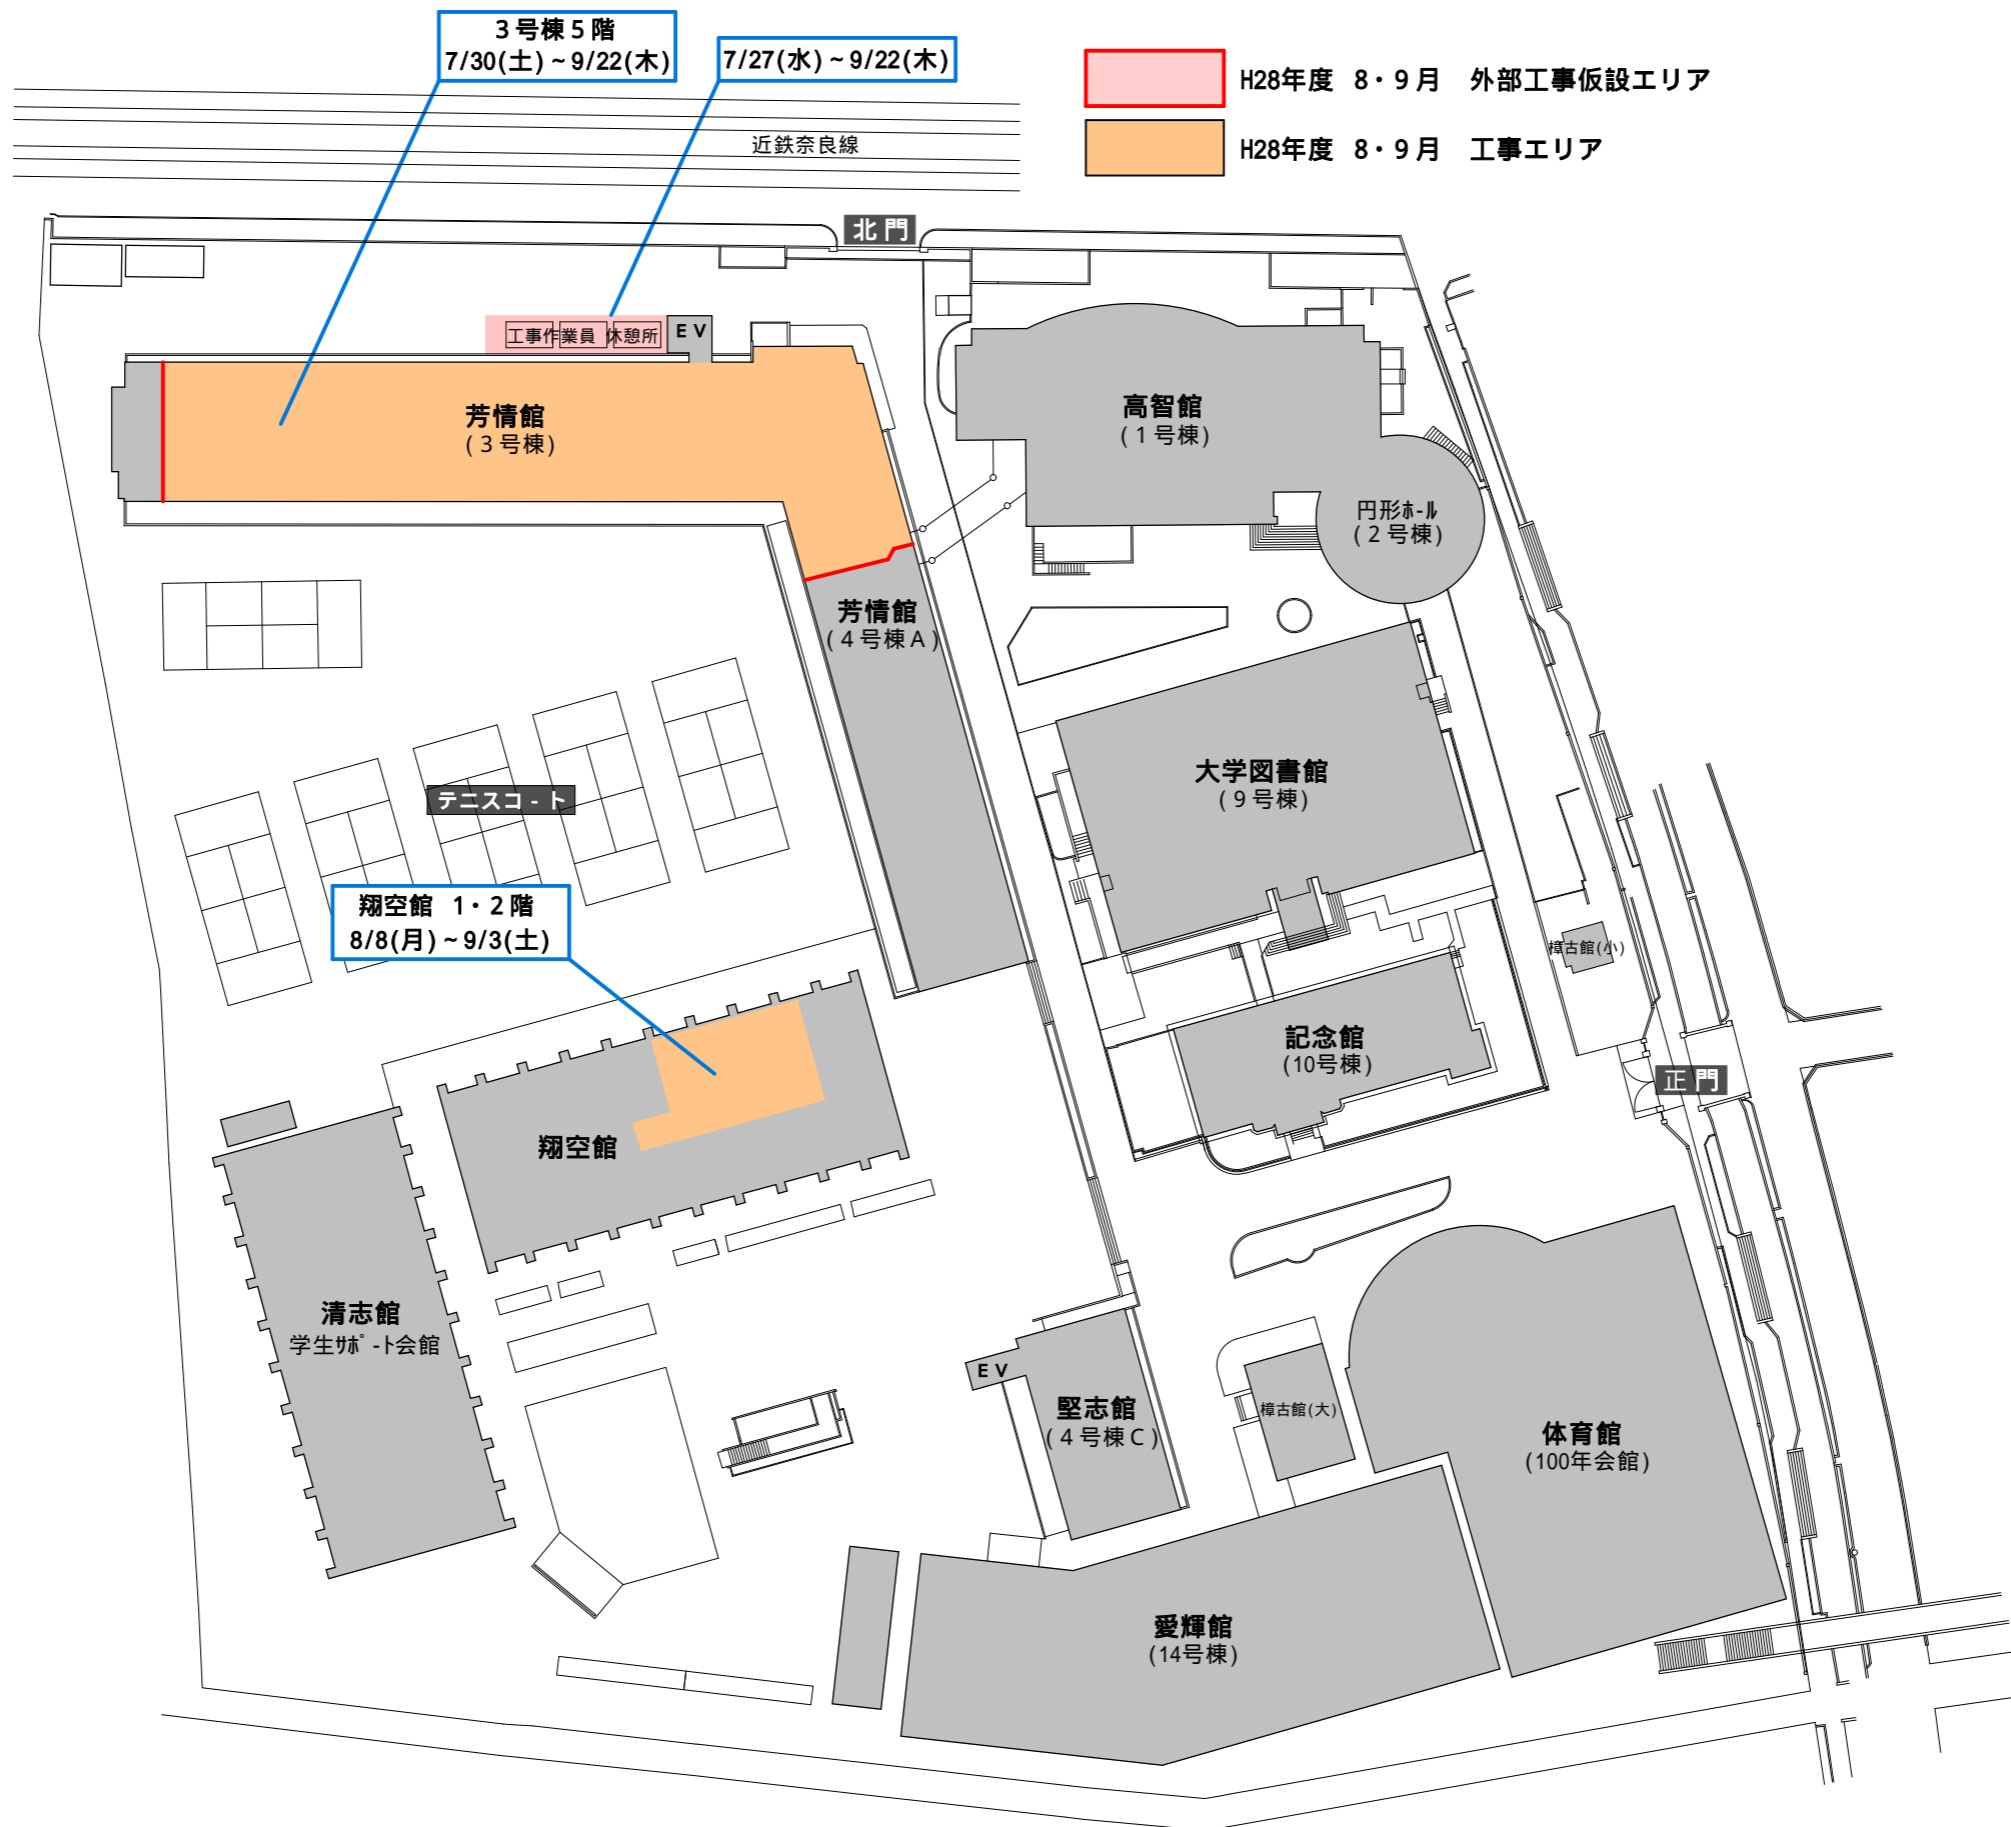 3号棟5階
7/30(土)~9/22(木)
7/27(水)~9/22(木)
H28年度 8・9月 外部工事仮設エリア
H28年度 8・9月 工事エリア
近鉄奈良線
北門
工事作業員 休憩所
EV
芳情館
(3号棟)
高智館
(1号棟)
円形ホール
(2号棟)
芳情館
(4号棟A)
大学図書館
(9号棟)
テニスコート
翔空館 1・2階
8/8(月)~9/3(土)
樟古館(小)
記念館
(10号棟)
正門
翔空館
清志館
学生サポート会館
EV
堅志館
(4号棟C)
樟古館(大)
体育館
(100年会館)
愛輝館
(14号棟)